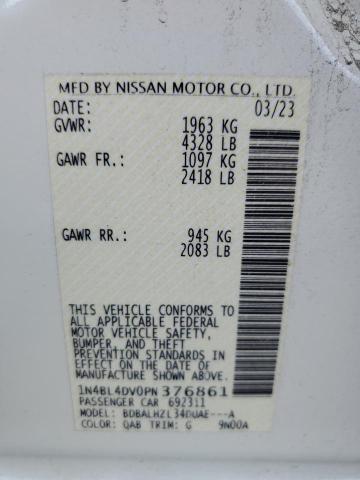 MFD BY NISSAN MOTOR CO., LTD.
DATE: 03/23
GVWR: 1963 KG
4328 LB
GAWR FR.: 1097 KG
2418 LB
GAWR RR.: 945 KG
2083 LB
THIS VEHICLE CONFORMS TO
ALL APPLICABLE FEDERAL
MOTOR VEHICLE SAFETY,
BUMPER, AND THEFT
PREVENTION STANDARDS
IN EFFECT ON THE DATE OF
MANUFACTURE SHOWN ABOVE.
1N4BL4DV0PN376861
PASSENGER CAR 692311
MODEL: BDBALHZL34DUAE---A
COLOR: QAB TRIM: G 9N00A